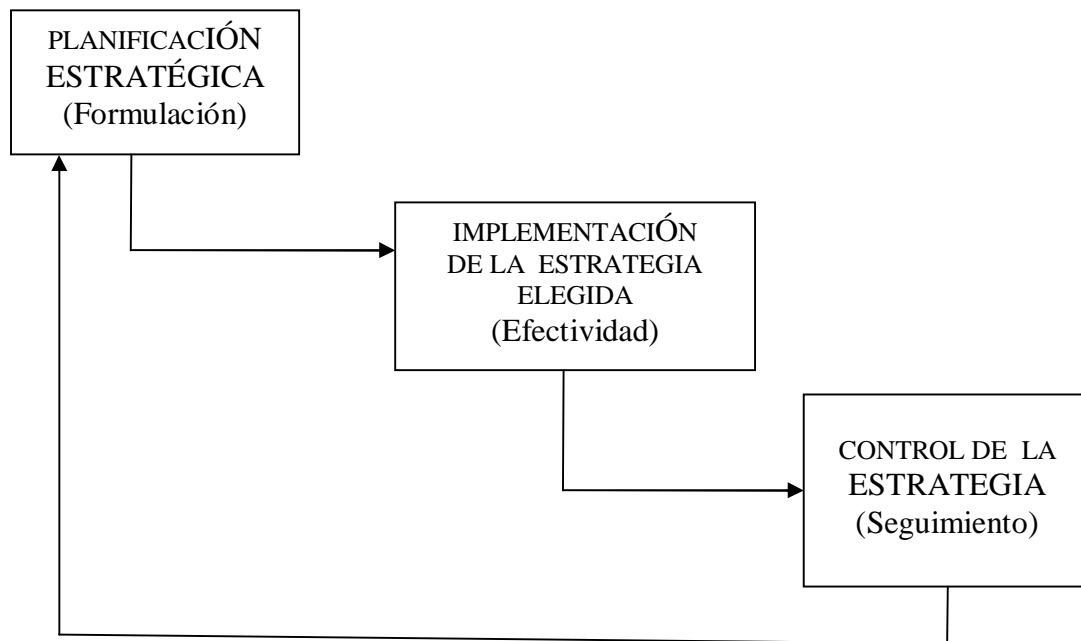 PLANIFICACIÓN
ESTRATÉGICA
(Formulación)
IMPLEMENTACIÓN
DE LA ESTRATEGIA
ELEGIDA
(Efectividad)
CONTROL DE LA
ESTRATEGIA
(Seguimiento)